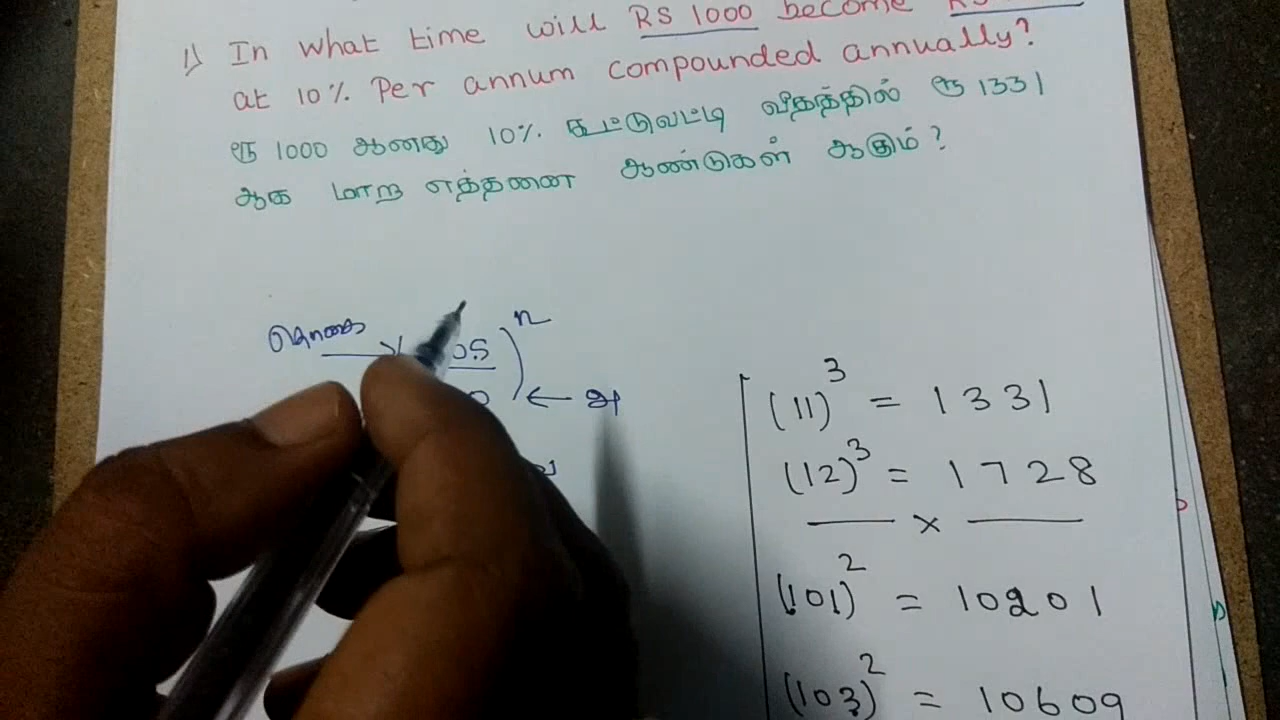 1) In what time will RS 1000 become
at 10% Per annum compounded annually?
ரூ 1000 ஆனது 10% கூட்டுவட்டி வீதத்தில் ரூ 1331
ஆக மாற எத்தனை ஆண்டுகள் ஆகும்?
தொகை
n
05
← அ
(11)³ = 1331
(12)³ = 1728
—— × ——
(101)² = 10201
(103)² = 10609